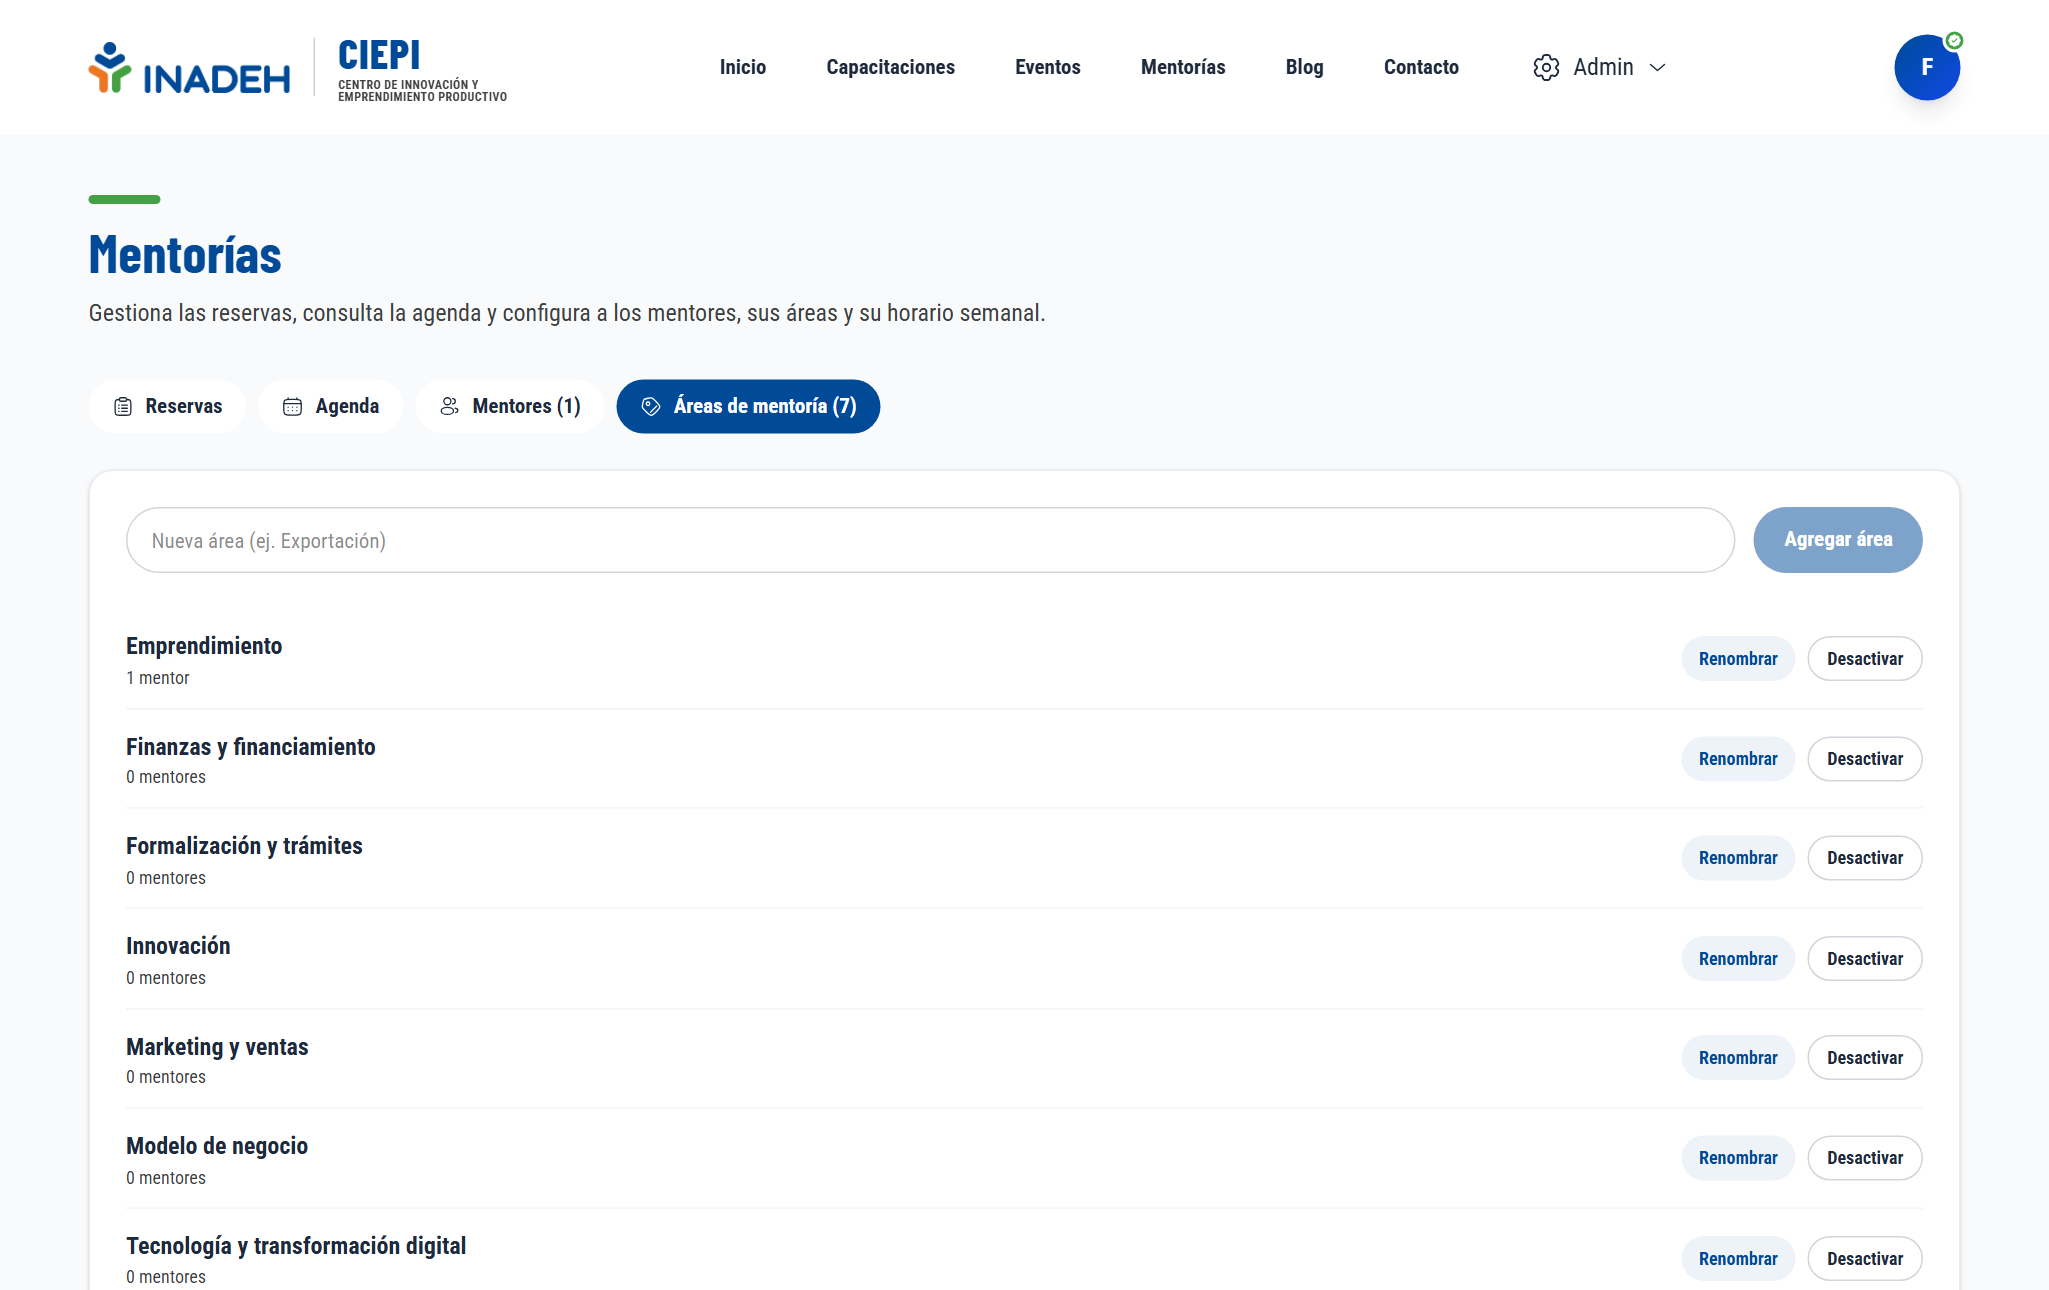 INADEH
CIEPI
CENTRO DE INNOVACIÓN Y
EMPRENDIMIENTO PRODUCTIVO
Inicio
Capacitaciones
Eventos
Mentorías
Blog
Contacto
Admin
F
Mentorías
Gestiona las reservas, consulta la agenda y configura a los mentores, sus áreas y su horario semanal.
Reservas
Agenda
Mentores (1)
Áreas de mentoría (7)
Nueva área (ej. Exportación)
Agregar área
Emprendimiento
1 mentor
Renombrar
Desactivar
Finanzas y financiamiento
0 mentores
Renombrar
Desactivar
Formalización y trámites
0 mentores
Renombrar
Desactivar
Innovación
0 mentores
Renombrar
Desactivar
Marketing y ventas
0 mentores
Renombrar
Desactivar
Modelo de negocio
0 mentores
Renombrar
Desactivar
Tecnología y transformación digital
0 mentores
Renombrar
Desactivar